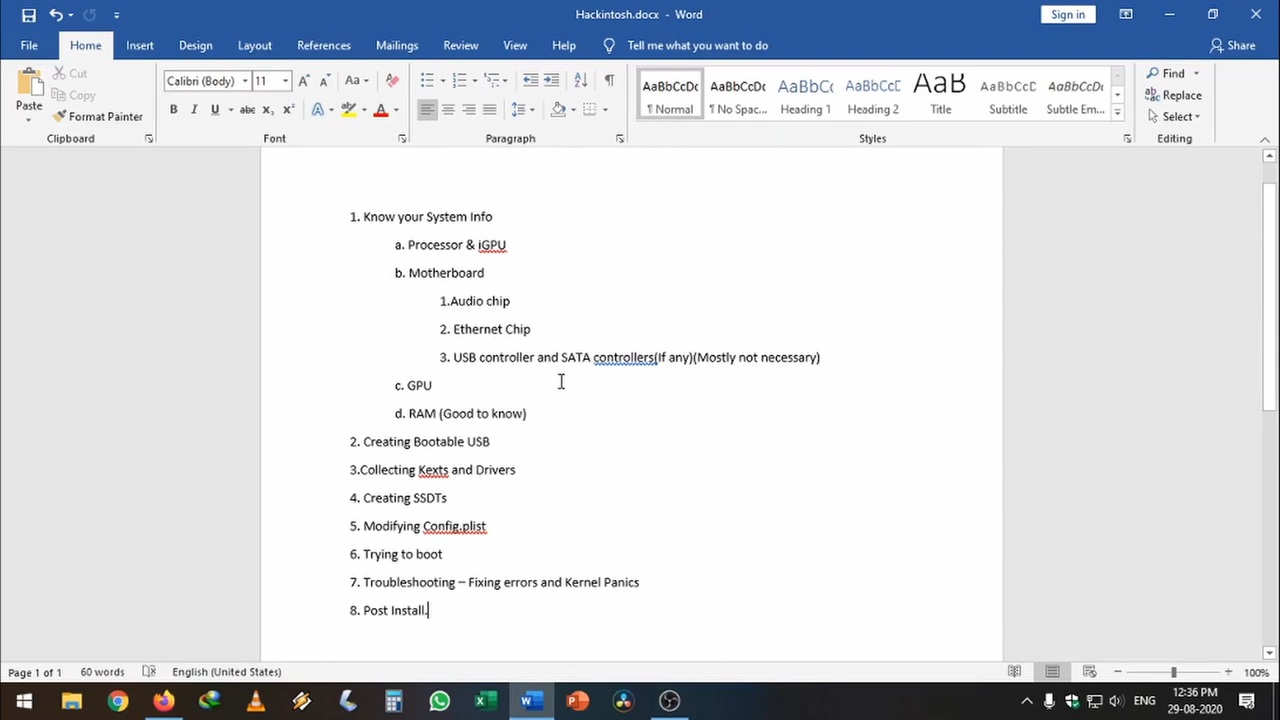 Hackintosh.docx - Word
Sign in
File Home Insert Design Layout References Mailings Review View Help Tell me what you want to do Share
Paste
Cut
Copy
Format Painter
Clipboard
Calibri (Body) 11
Font
Paragraph
AaBbCcDc AaBbCcDc AaBbCc AaBbCcD AaB AaBbCcD AaBbCcDc
¶ Normal ¶ No Spac... Heading 1 Heading 2 Title Subtitle Subtle Em...
Styles
Find
Replace
Select
Editing
1. Know your System Info
a. Processor & iGPU
b. Motherboard
1.Audio chip
2. Ethernet Chip
3. USB controller and SATA controllers(If any)(Mostly not necessary)
c. GPU
d. RAM (Good to know)
2. Creating Bootable USB
3.Collecting Kexts and Drivers
4. Creating SSDTs
5. Modifying Config.plist
6. Trying to boot
7. Troubleshooting – Fixing errors and Kernel Panics
8. Post Install.
Page 1 of 1 60 words English (United States) 100%
ENG 12:36 PM
29-08-2020